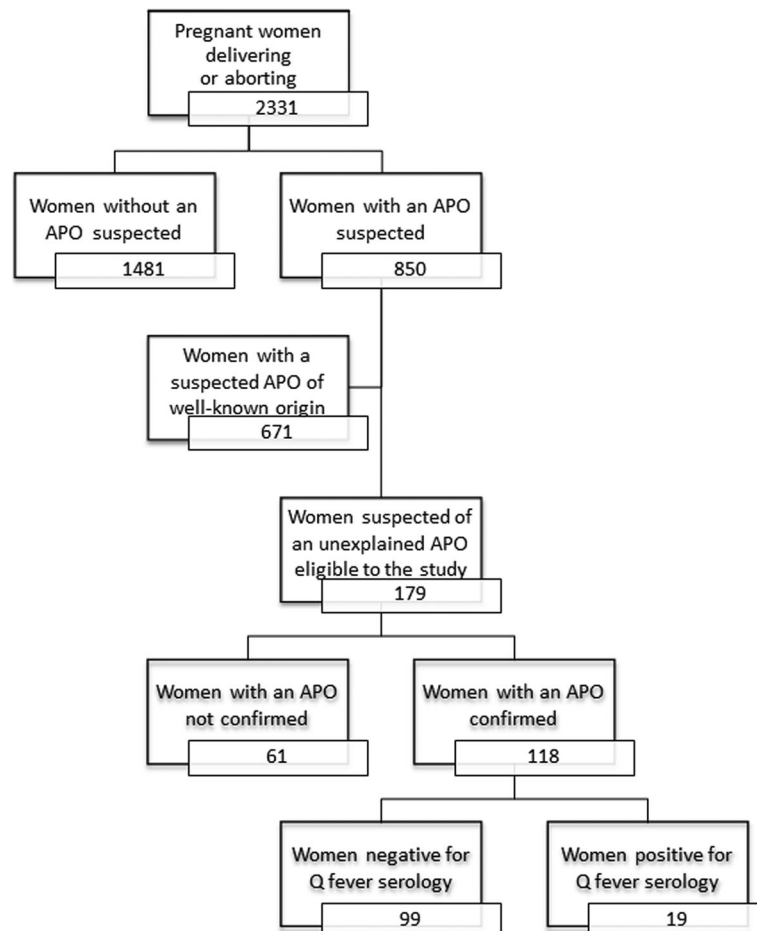 Pregnant women
delivering
or aborting
2331
Women without an
APO suspected
1481
Women with an APO
suspected
850
Women with a
suspected APO of
well-known origin
671
Women suspected of
an unexplained APO
eligible to the study
179
Women with an APO
not confirmed
61
Women with an APO
confirmed
118
Women negative for
Q fever serology
99
Women positive for
Q fever serology
19